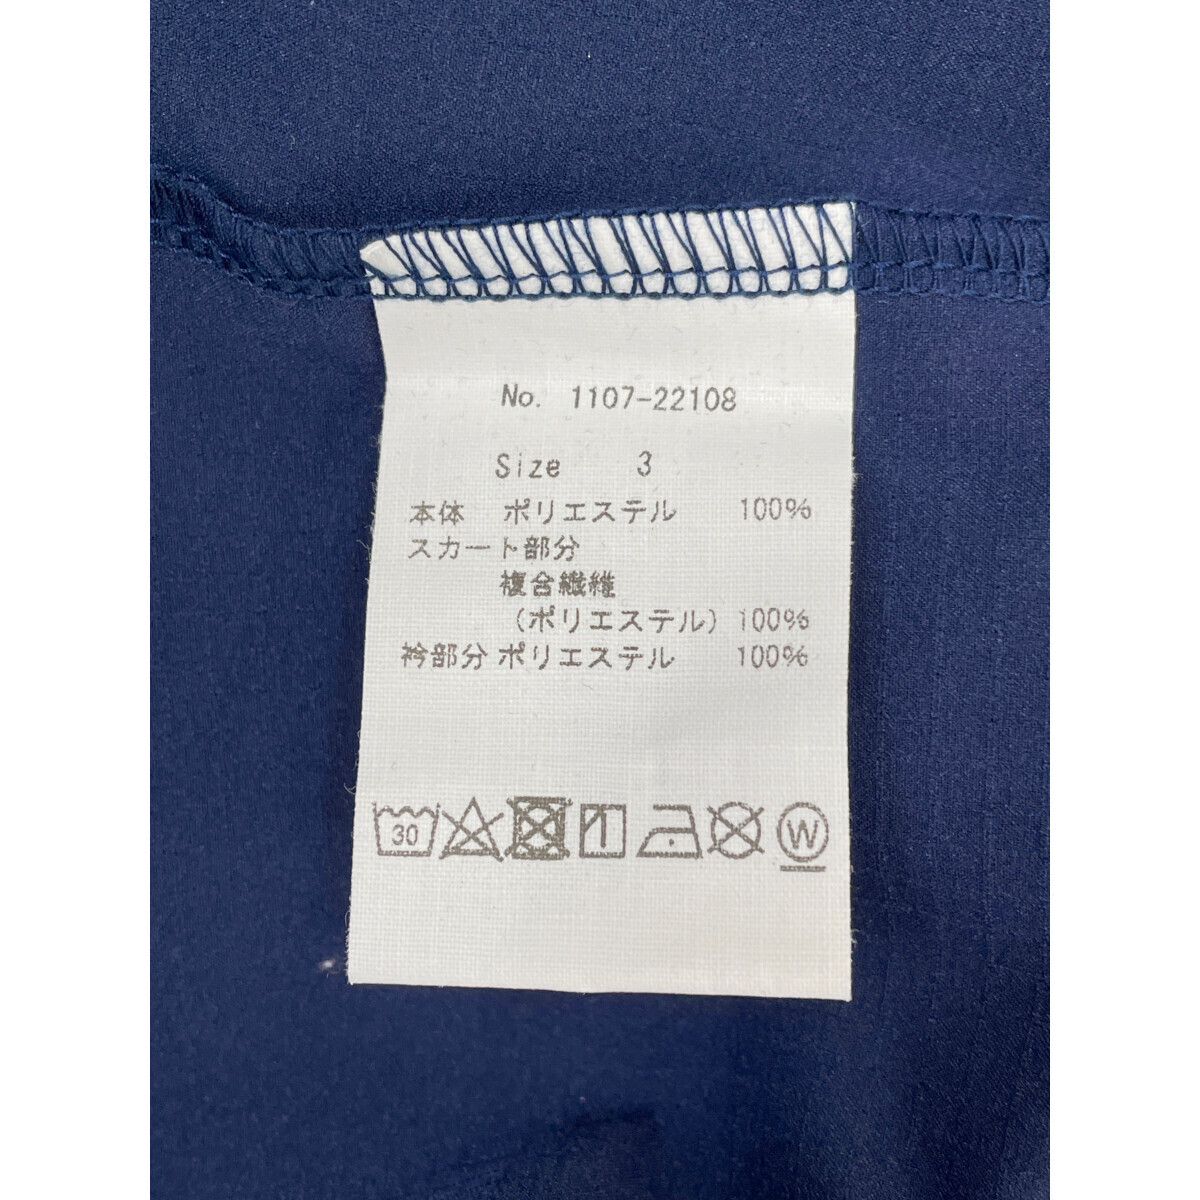 No. 1107-22108
Size 3
本体 ポリエステル 100%
スカート部分
複合繊維
(ポリエステル) 100%
衿部分 ポリエステル 100%
30 W